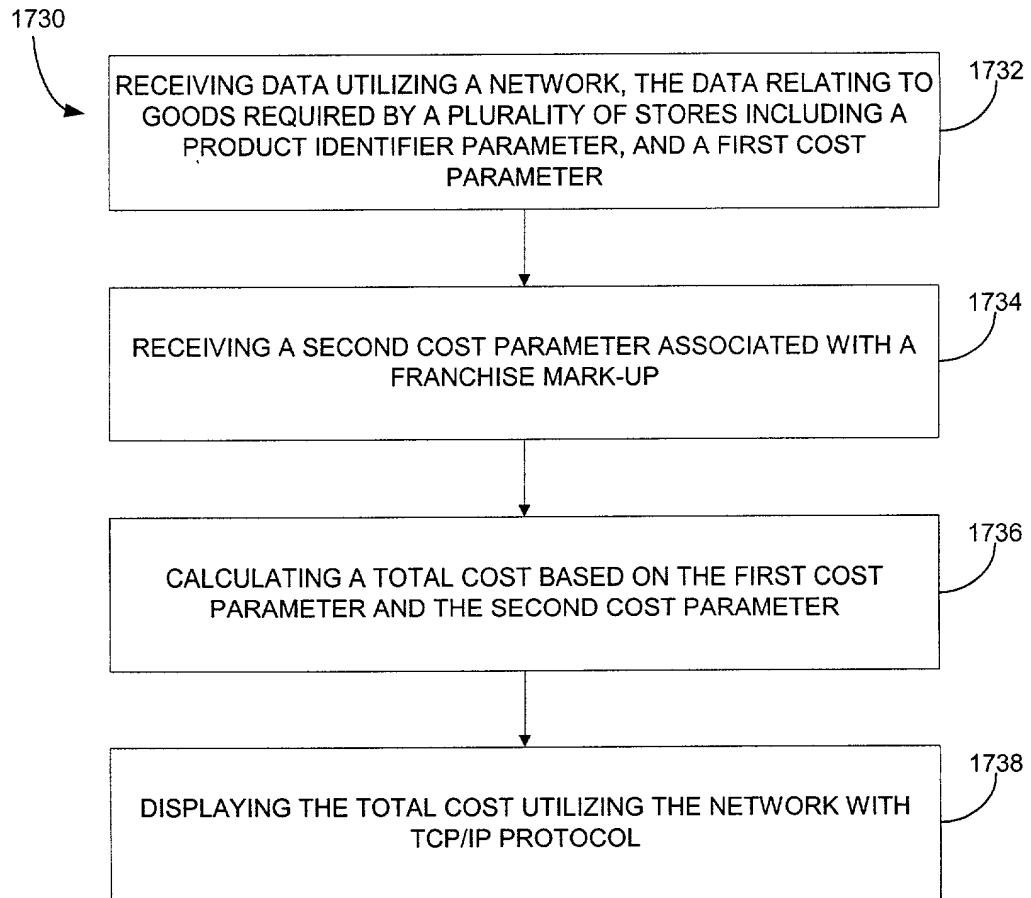 1730
RECEIVING DATA UTILIZING A NETWORK, THE DATA RELATING TO
GOODS REQUIRED BY A PLURALITY OF STORES INCLUDING A
PRODUCT IDENTIFIER PARAMETER, AND A FIRST COST
PARAMETER
1732
RECEIVING A SECOND COST PARAMETER ASSOCIATED WITH A
FRANCHISE MARK-UP
1734
CALCULATING A TOTAL COST BASED ON THE FIRST COST
PARAMETER AND THE SECOND COST PARAMETER
1736
DISPLAYING THE TOTAL COST UTILIZING THE NETWORK WITH
TCP/IP PROTOCOL
1738